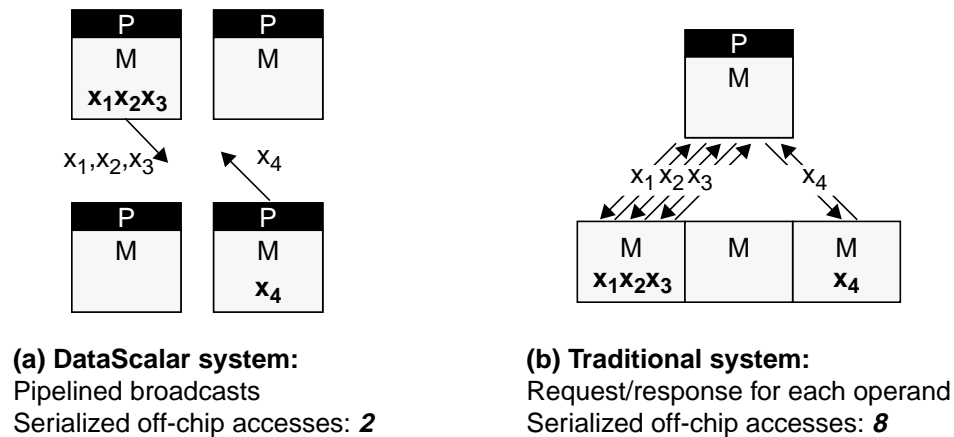 P
M
x₁x₂x₃
P
M
x₁,x₂,x₃
x₄
P
M
P
M
x₄
(a) DataScalar system:
Pipelined broadcasts
Serialized off-chip accesses: 2
P
M
x₁ x₂ x₃
x₄
M
x₁x₂x₃
M
M
x₄
(b) Traditional system:
Request/response for each operand
Serialized off-chip accesses: 8